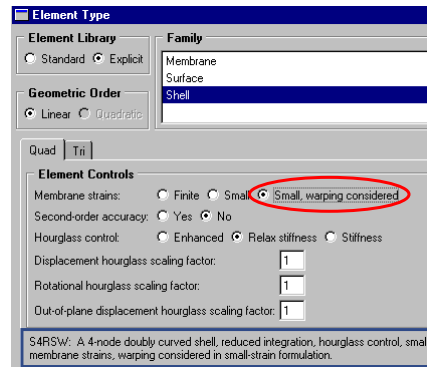 Element Type
Element Library
Family
Standard Explicit
Membrane
Surface
Shell
Geometric Order
Linear Quadratic
Quad Tri
Element Controls
Membrane strains: Finite Small Small, warping considered
Second-order accuracy: Yes No
Hourglass control: Enhanced Relax stiffness Stiffness
Displacement hourglass scaling factor: 1
Rotational hourglass scaling factor: 1
Out-of-plane displacement hourglass scaling factor: 1
S4RSW: A 4-node doubly curved shell, reduced integration, hourglass control, smal
membrane strains, warping considered in small-strain formulation.